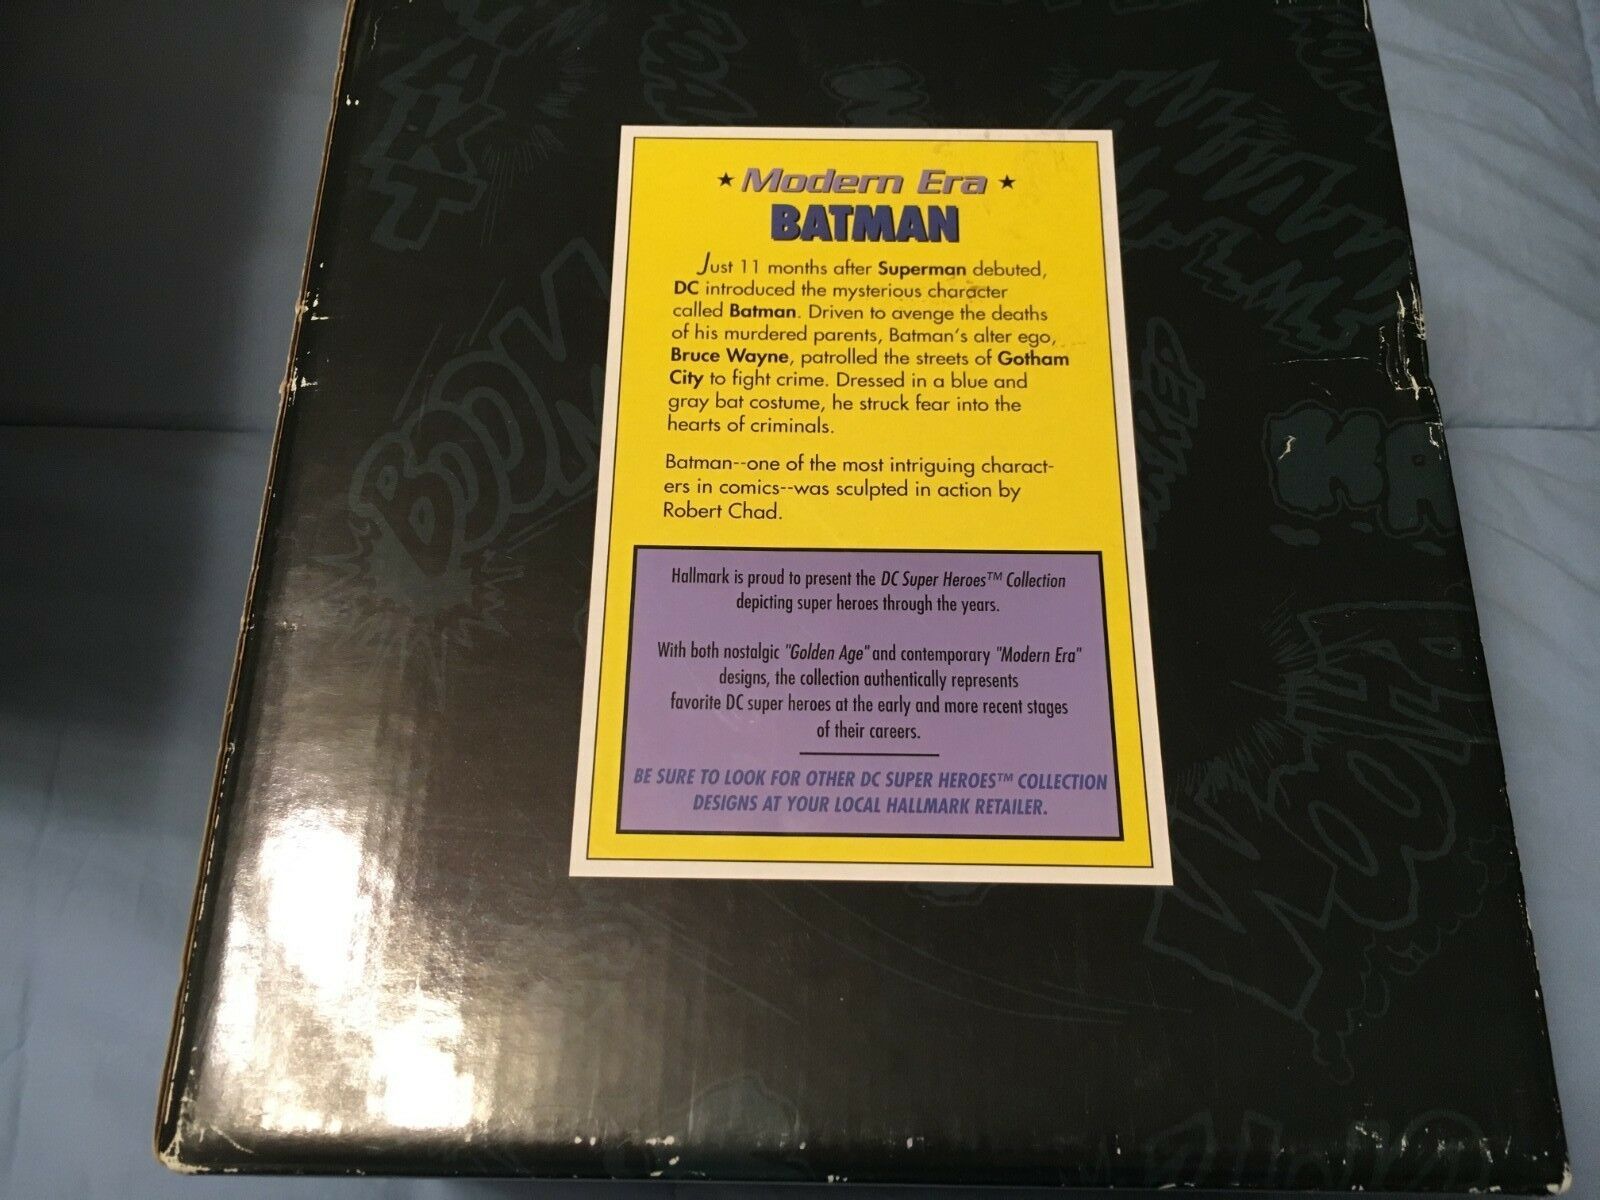 ★ Modern Era ★
BATMAN
Just 11 months after Superman debuted,
DC introduced the mysterious character
called Batman. Driven to avenge the deaths
of his murdered parents, Batman's alter ego,
Bruce Wayne, patrolled the streets of Gotham
City to fight crime. Dressed in a blue and
gray bat costume, he struck fear into the
hearts of criminals.
Batman--one of the most intriguing charact-
ers in comics--was sculpted in action by
Robert Chad.
Hallmark is proud to present the DC Super Heroes™ Collection
depicting super heroes through the years.
With both nostalgic "Golden Age" and contemporary "Modern Era"
designs, the collection authentically represents
favorite DC super heroes at the early and more recent stages
of their careers.
BE SURE TO LOOK FOR OTHER DC SUPER HEROES™ COLLECTION
DESIGNS AT YOUR LOCAL HALLMARK RETAILER.